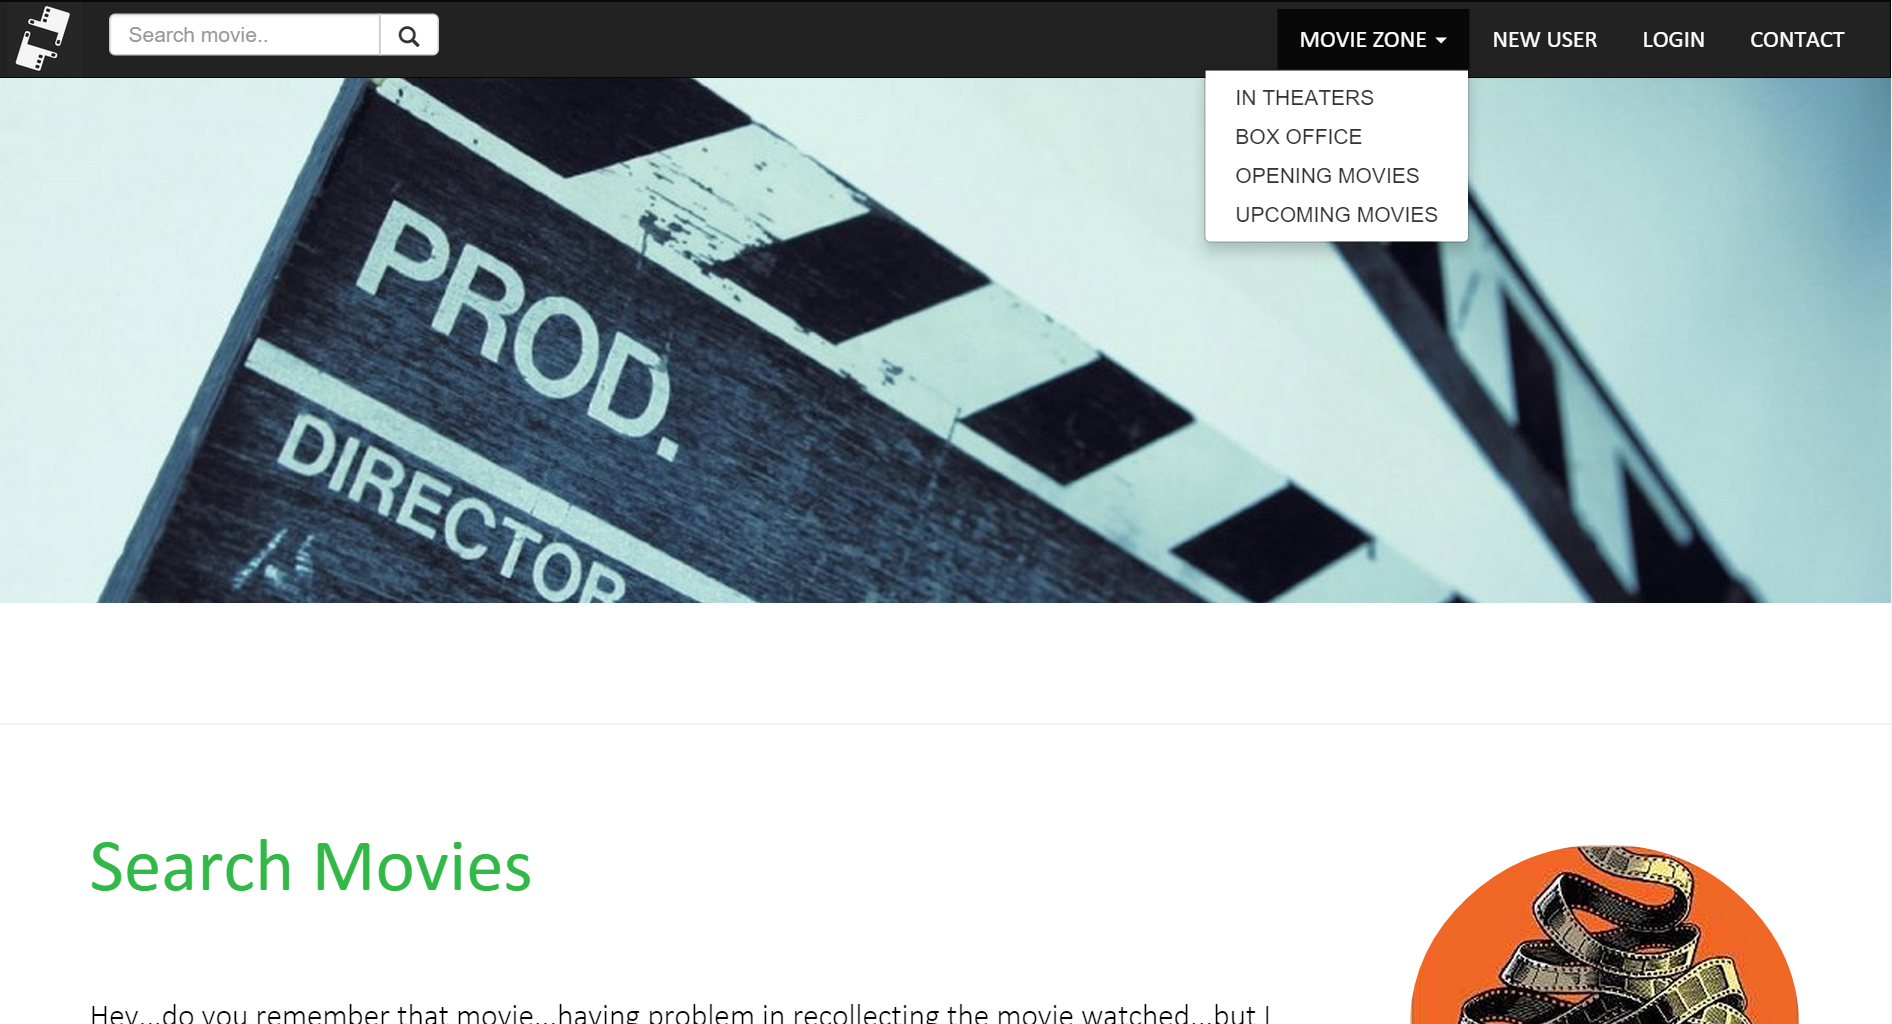 Search movie..
MOVIE ZONE
NEW USER
LOGIN
CONTACT
IN THEATERS
BOX OFFICE
OPENING MOVIES
UPCOMING MOVIES
PROD.
DIRECTOR
Search Movies
Hey...do you remember that movie...having problem in recollecting the movie watched...but I